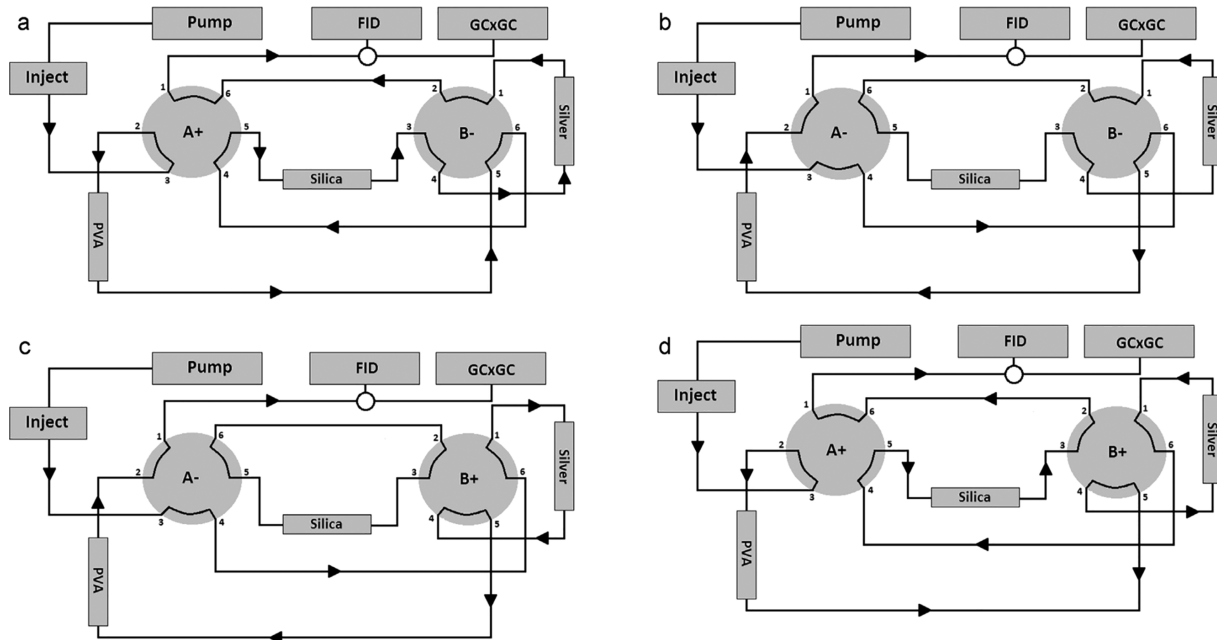 a
Pump
FID
GCxGC
Inject
1
6
2
1
A+
B-
2
5
3
6
3
4
4
5
Silica
Silver
PVA
b
Pump
FID
GCxGC
Inject
1
6
2
1
A-
B-
2
5
3
6
3
4
4
5
Silica
Silver
PVA
c
Pump
FID
GCxGC
Inject
1
6
2
1
A-
B+
2
5
3
6
3
4
4
5
Silica
Silver
PVA
d
Pump
FID
GCxGC
Inject
1
6
2
1
A+
B+
2
5
3
6
3
4
4
5
Silica
Silver
PVA